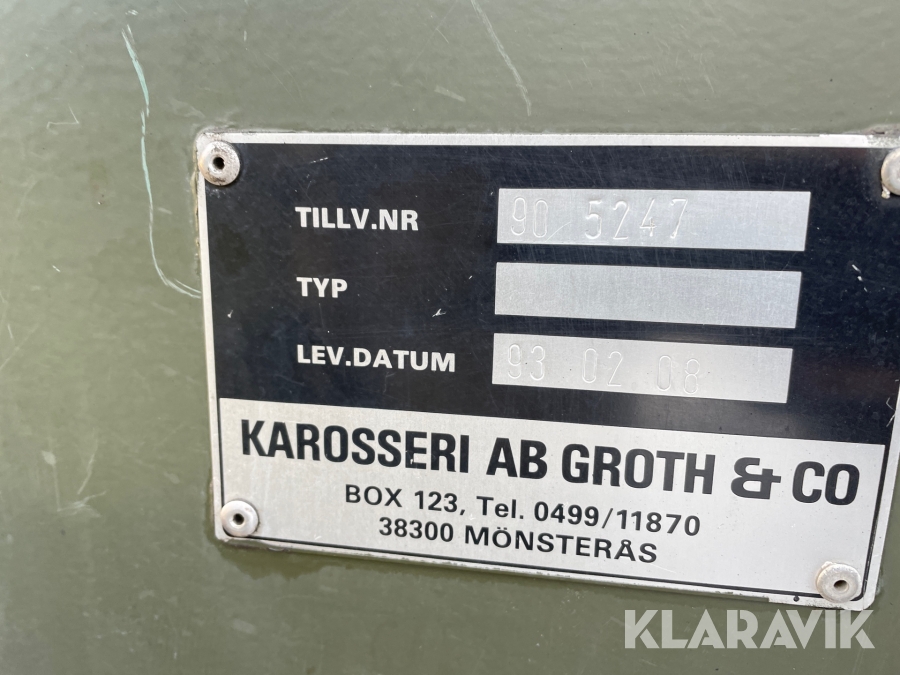 TILLV.NR 90 5247
TYP
LEV.DATUM 93 02 08
KAROSSERI AB GROTH & CO
BOX 123, Tel. 0499/11870
38300 MÖNSTERÅS
KLARAVIK